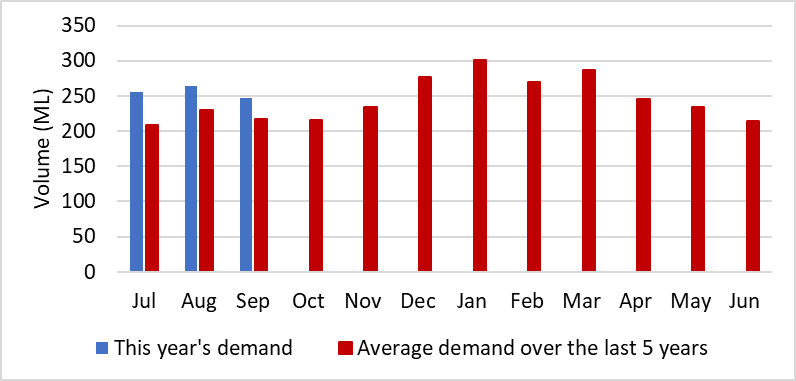 350
300
250
200
150
100
50
0
Volume (ML)
Jul Aug Sep Oct Nov Dec Jan Feb Mar Apr May Jun
This year's demand Average demand over the last 5 years